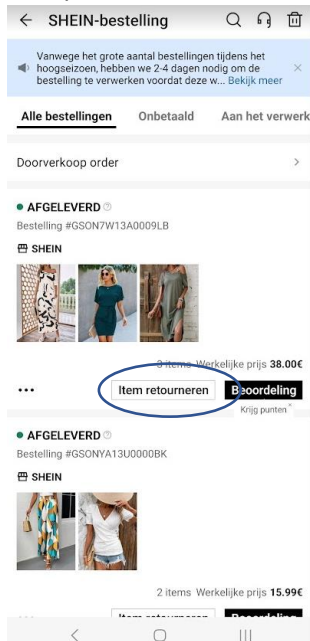 SHEIN-bestelling
Vanwege het grote aantal bestellingen tijdens het
hoogseizoen, hebben we 2-4 dagen nodig om de
bestelling te verwerken voordat deze w... Bekijk meer
Alle bestellingen Onbetaald Aan het verwerk
Doorverkoop order
AFGELEVERD
Bestelling #GSON7W13A0009LB
SHEIN
3 items Werkelijke prijs 38.00€
Item retourneren Beoordeling
Krijg punten
AFGELEVERD
Bestelling #GSONYA13U0000BK
SHEIN
2 items Werkelijke prijs 15.99€